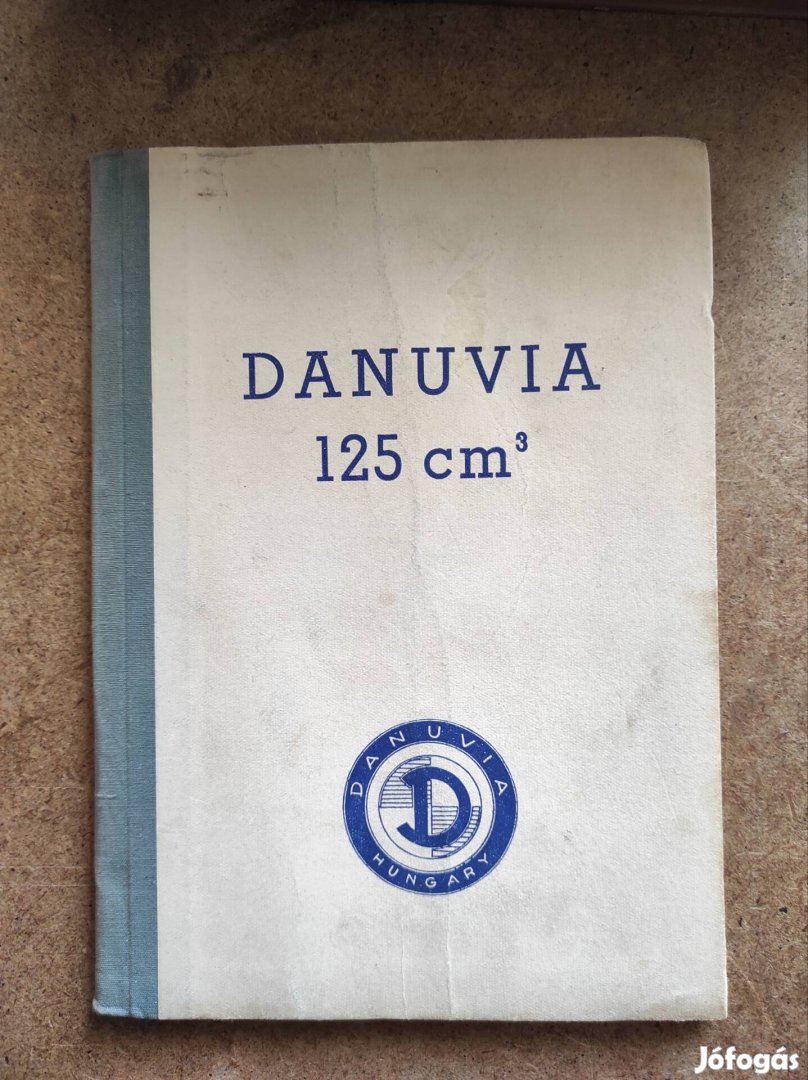 DANUVIA
125 cm³
DANUVIA
D
HUNGARY
Jófogás